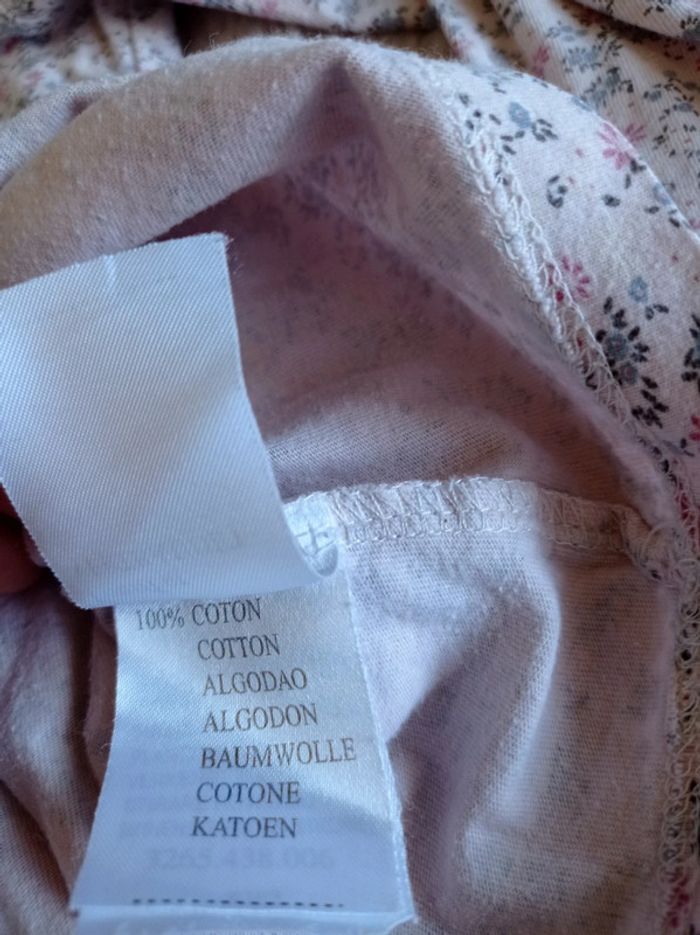 100% COTON
COTTON
ALGODAO
ALGODON
BAUMWOLLE
COTONE
KATOEN